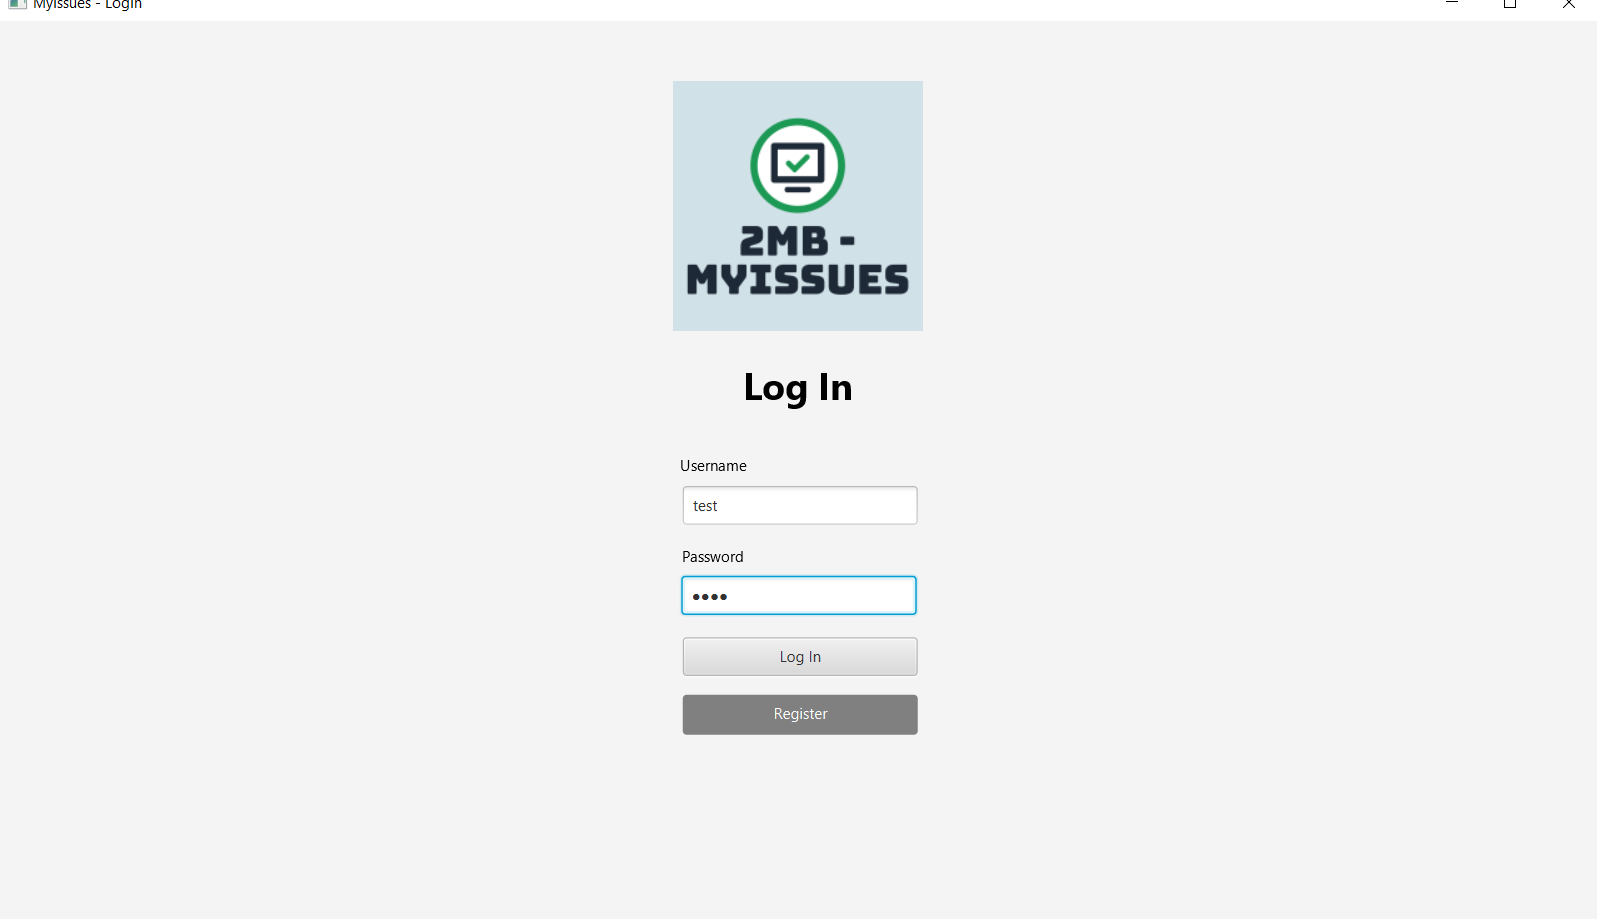 MyIssues - Login
2MB -
MYISSUES
Log In
Username
test
Password
••••
Log In
Register